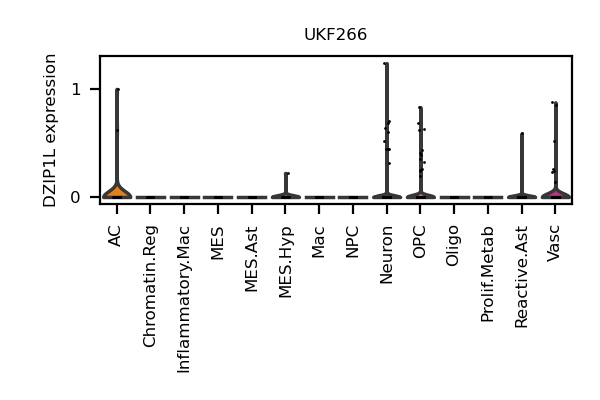 UKF266
DZIP1L expression
1
0
AC
Chromatin.Reg
Inflammatory.Mac
MES
MES.Ast
MES.Hyp
Mac
NPC
Neuron
OPC
Oligo
Prolif.Metab
Reactive.Ast
Vasc